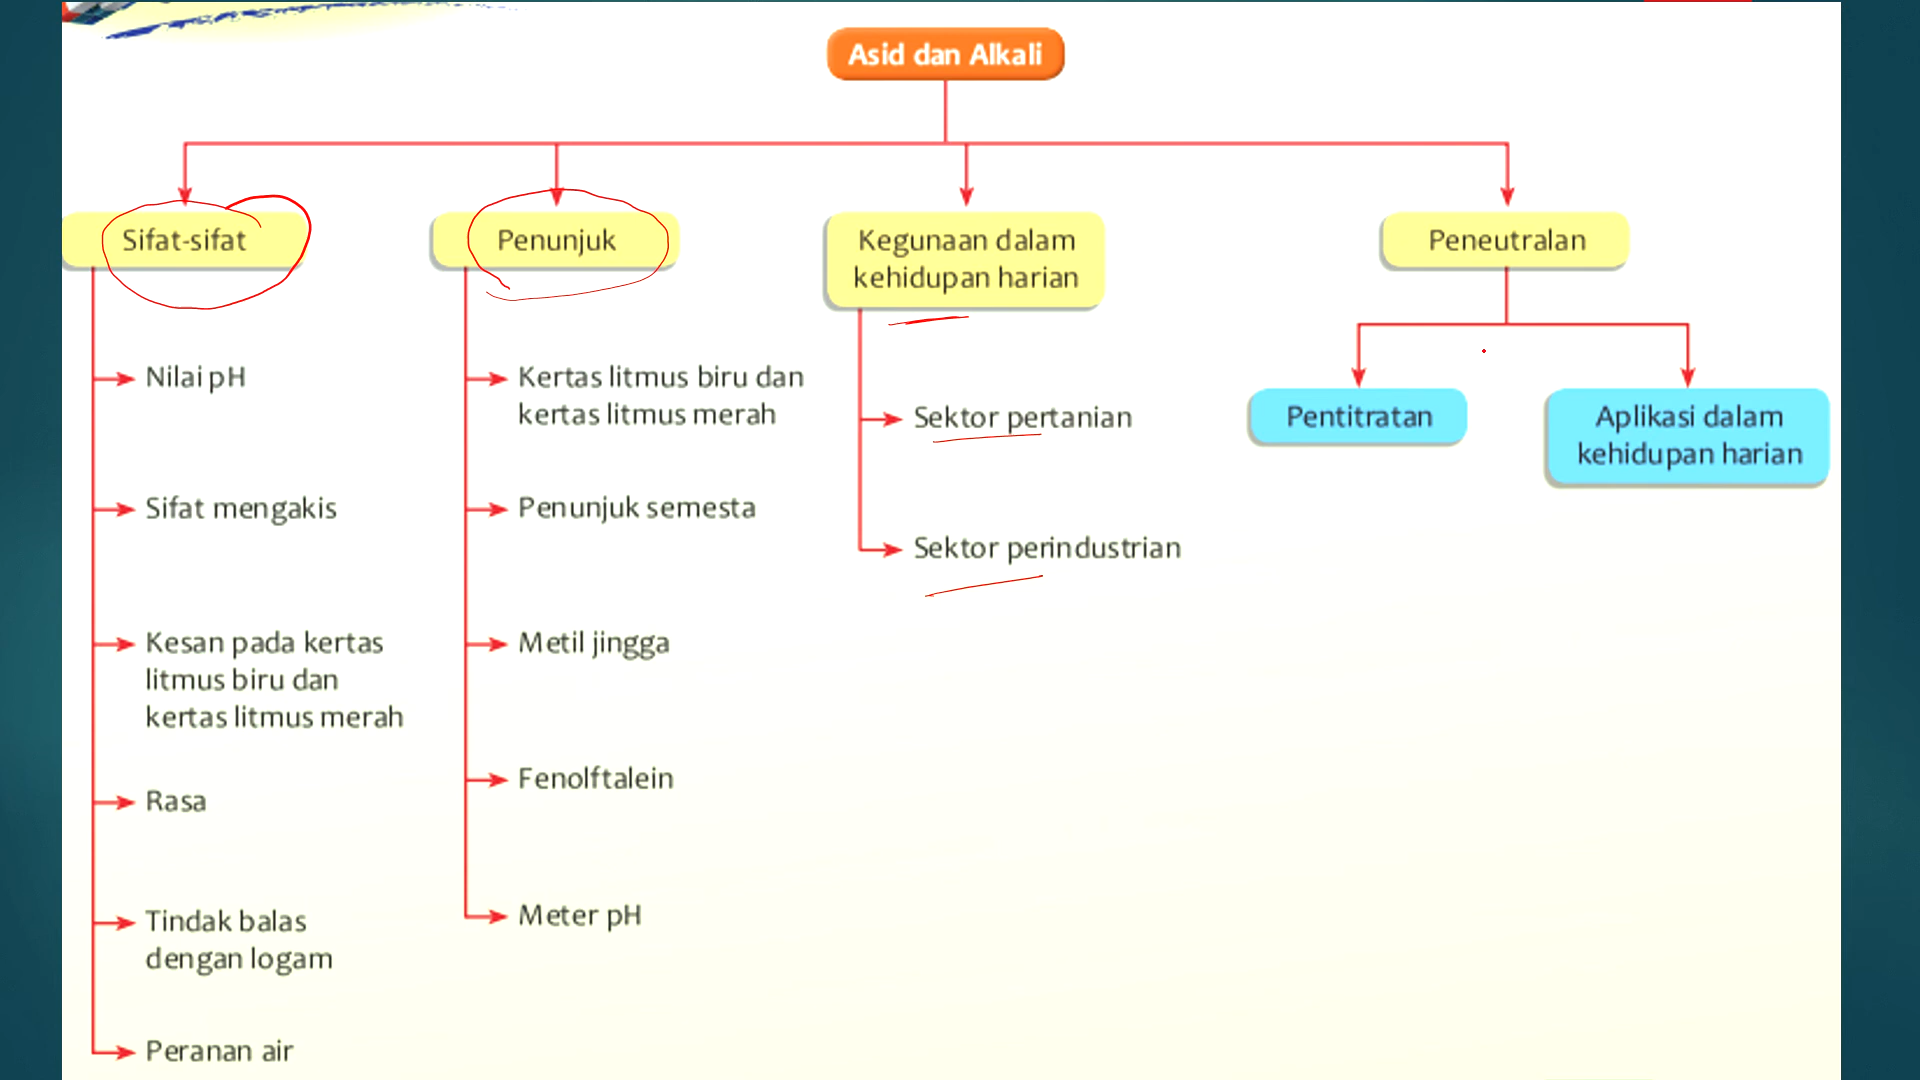 Asid dan Alkali
Sifat-sifat
Nilai pH
Sifat mengakis
Kesan pada kertas
litmus biru dan
kertas litmus merah
Rasa
Tindak balas
dengan logam
Peranan air
Penunjuk
Kertas litmus biru dan
kertas litmus merah
Penunjuk semesta
Metil jingga
Fenolftalein
Meter pH
Kegunaan dalam
kehidupan harian
Sektor pertanian
Sektor perindustrian
Peneutralan
Pentitratan
Aplikasi dalam
kehidupan harian